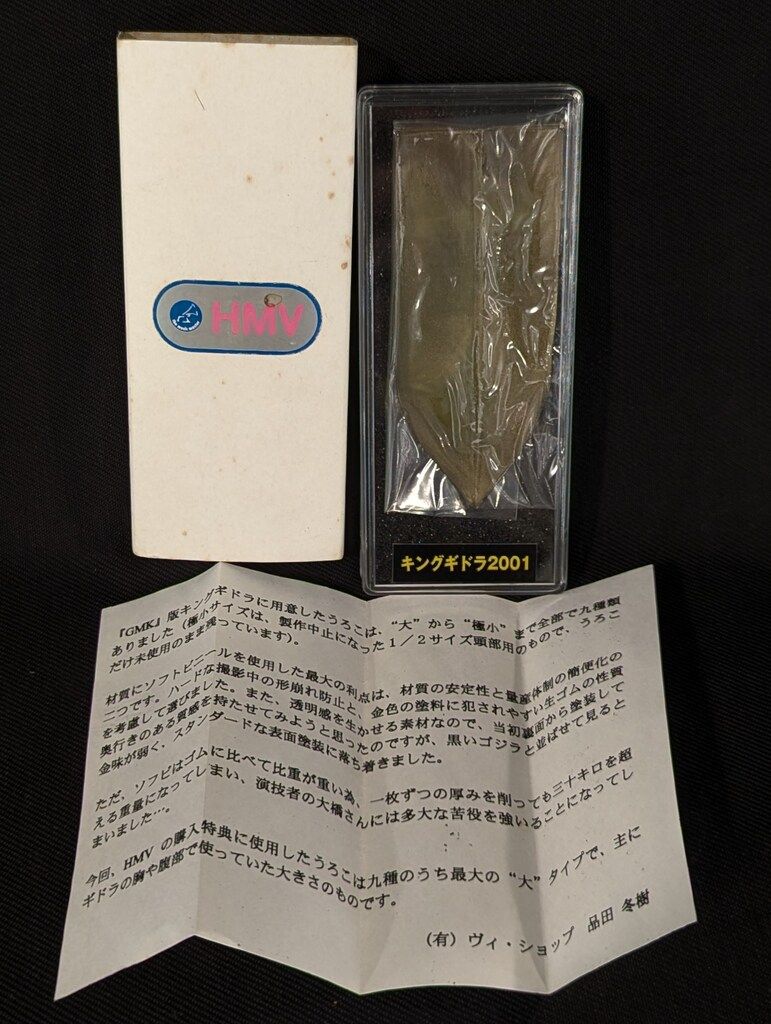 HMV
キングギドラ2001
『GMK』版キングギドラに用意したうろこは、“大”から“極小”まで全部で九種類
ありました（極小サイズは、製作中止になった１／２サイズ頭部用のもので、うろこ
だけ未使用のまま残っています）。
材質にソフトビニールを使用した最大の利点は、材質の安定性と量産体制の簡便化の
二つです。ハードな撮影中の形崩れ防止と、金色の塗料に犯されやすい生ゴムの性質
を考慮して選びました。また、透明感を生かせる素材なので、当初裏面から塗装して
奥行きのある質感を持たせてみようと思ったのですが、黒いゴジラと並ばせて見ると
金味が弱く、スタンダードな表面塗装に落ち着きました。
ただ、ソフビはゴムに比べて比重が重い為、一枚ずつの厚みを削っても三十キロを超
える重量になってしまい、演技者の大橋さんには多大な苦役を強いることになってし
まいました…。
今回、HMV の購入特典に使用したうろこは九種のうち最大の “大” タイプで、主に
ギドラの胸や腹部で使っていた大きさのものです。
（有）ヴィ・ショップ 品田 冬樹